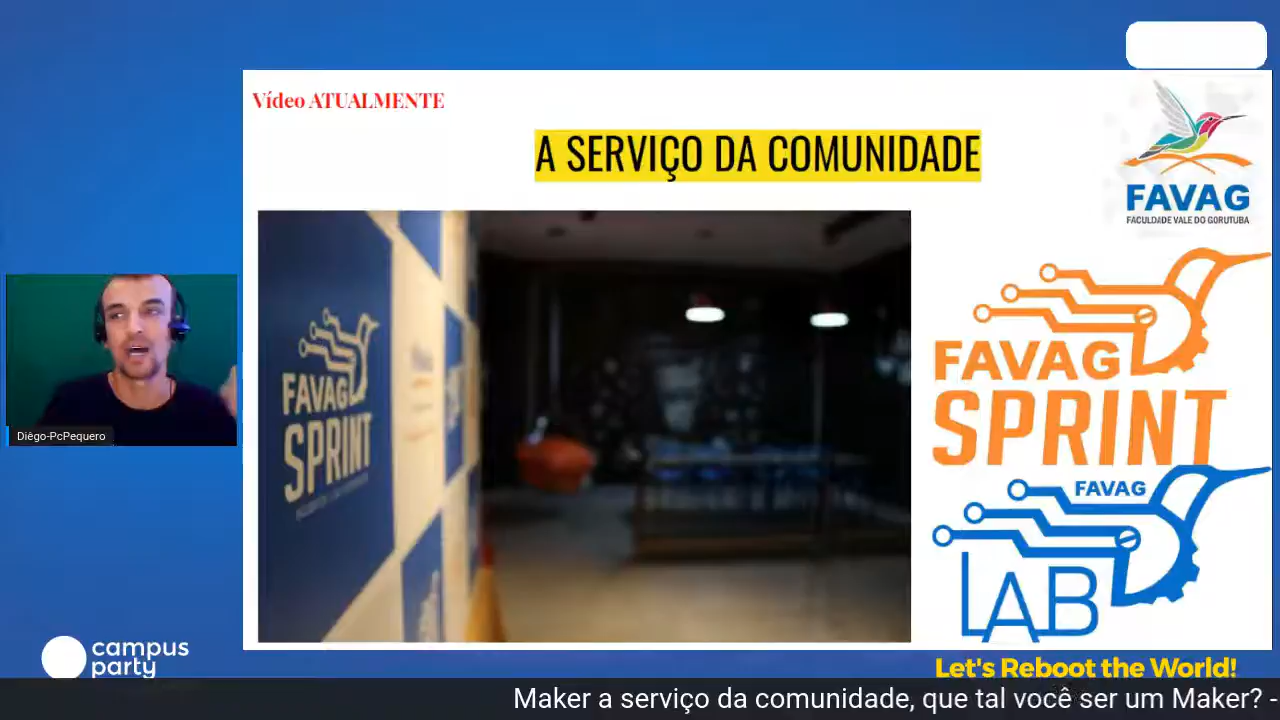 Vídeo ATUALMENTE
A SERVIÇO DA COMUNIDADE
FAVAG
FACULDADE VALE DO GORUTUBA
FAVAG
SPRINT
FAVAG
SPRINT
FAVAG
LAB
Diêgo-PcPequero
campus
party
Let's Reboot the World!
Maker a serviço da comunidade, que tal você ser um Maker? -